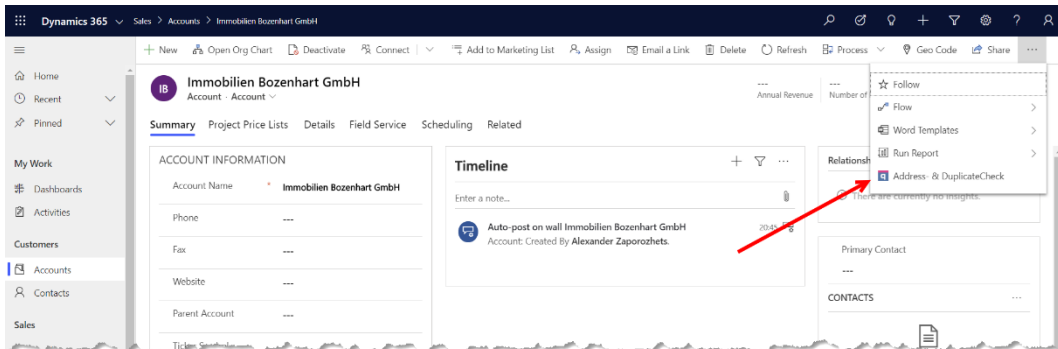 Dynamics 365 Sales > Accounts > Immobilien Bozenhart GmbH
New Open Org Chart Deactivate Connect Add to Marketing List Assign Email a Link Delete Refresh Process Geo Code Share ...
Home
Recent
Pinned
My Work
Dashboards
Activities
Customers
Accounts
Contacts
Sales
IB
Immobilien Bozenhart GmbH
Account · Account
--- Annual Revenue
--- Number of
Summary Project Price Lists Details Field Service Scheduling Related
ACCOUNT INFORMATION
Account Name * Immobilien Bozenhart GmbH
Phone ---
Fax ---
Website ---
Parent Account ---
Timeline
Enter a note...
Auto-post on wall Immobilien Bozenhart GmbH
Account: Created By Alexander Zaporozhets.
20:45
Follow
Flow
Word Templates
Run Report
q Address- & DuplicateCheck
Relationsh
There are currently no insights.
Primary Contact
---
CONTACTS ...